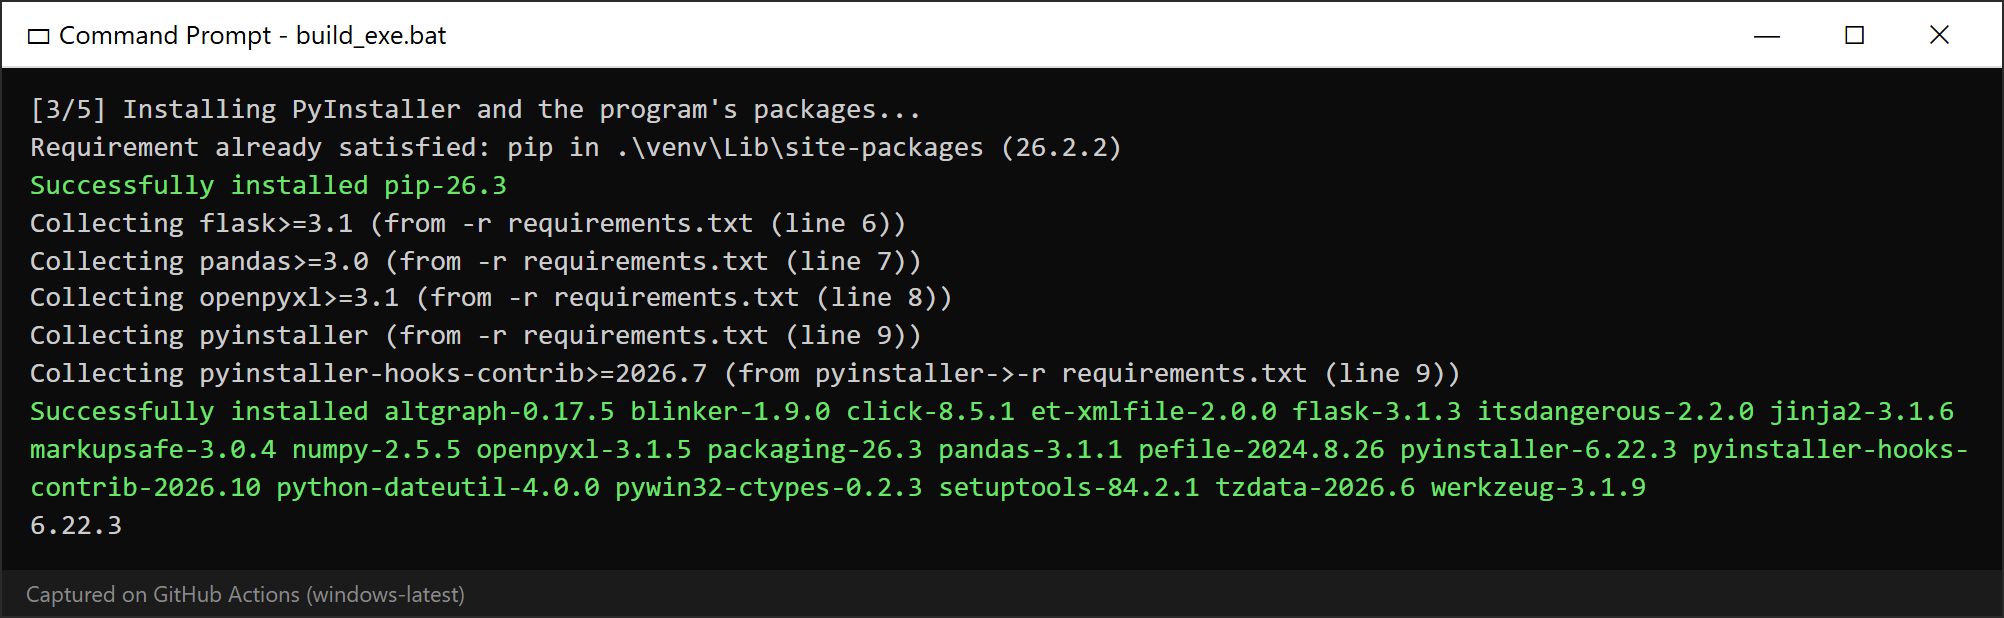 Command Prompt - build_exe.bat
[3/5] Installing PyInstaller and the program's packages...
Requirement already satisfied: pip in .\venv\Lib\site-packages (26.2.2)
Successfully installed pip-26.3
Collecting flask>=3.1 (from -r requirements.txt (line 6))
Collecting pandas>=3.0 (from -r requirements.txt (line 7))
Collecting openpyxl>=3.1 (from -r requirements.txt (line 8))
Collecting pyinstaller (from -r requirements.txt (line 9))
Collecting pyinstaller-hooks-contrib>=2026.7 (from pyinstaller->-r requirements.txt (line 9))
Successfully installed altgraph-0.17.5 blinker-1.9.0 click-8.5.1 et-xmlfile-2.0.0 flask-3.1.3 itsdangerous-2.2.0 jinja2-3.1.6
markupsafe-3.0.4 numpy-2.5.5 openpyxl-3.1.5 packaging-26.3 pandas-3.1.1 pefile-2024.8.26 pyinstaller-6.22.3 pyinstaller-hooks-
contrib-2026.10 python-dateutil-4.0.0 pywin32-ctypes-0.2.3 setuptools-84.2.1 tzdata-2026.6 werkzeug-3.1.9
6.22.3
Captured on GitHub Actions (windows-latest)